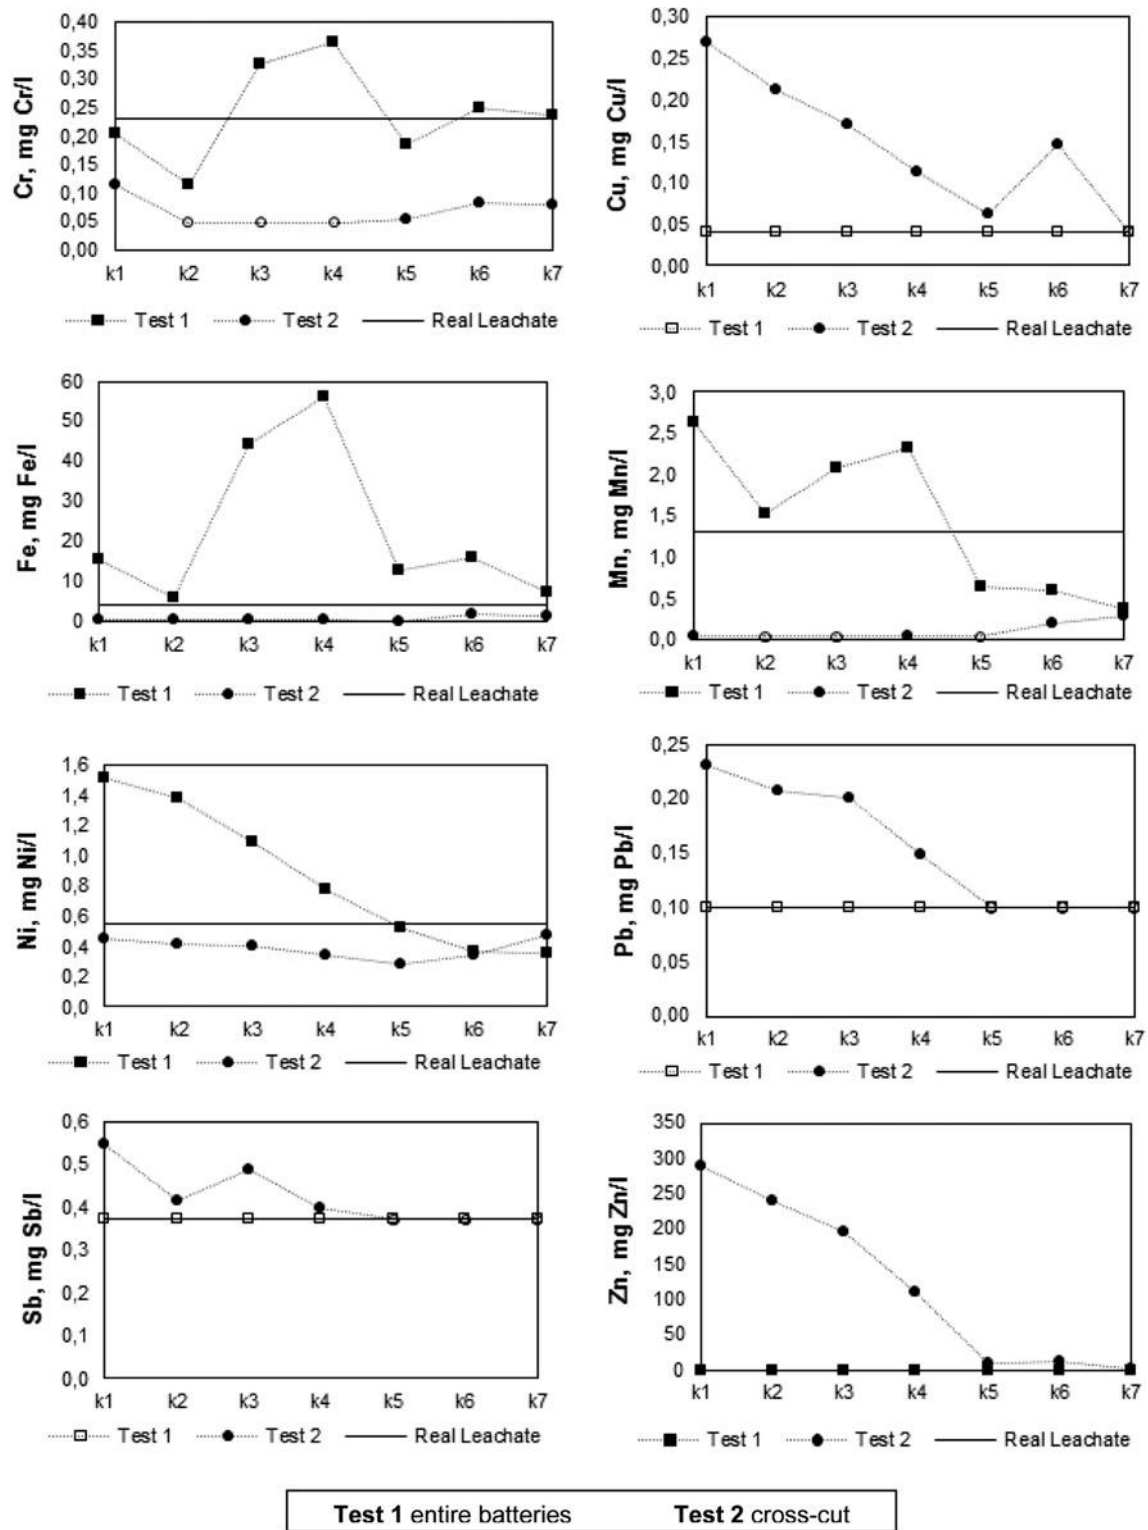 Cr, mg Cr/l
0,40
0,35
0,30
0,25
0,20
0,15
0,10
0,05
0,00
k1 k2 k3 k4 k5 k6 k7
Test 1 Test 2 Real Leachate
Cu, mg Cu/l
0,30
0,25
0,20
0,15
0,10
0,05
0,00
k1 k2 k3 k4 k5 k6 k7
Test 1 Test 2 Real Leachate
Fe, mg Fe/l
60
50
40
30
20
10
0
k1 k2 k3 k4 k5 k6 k7
Test 1 Test 2 Real Leachate
Mn, mg Mn/l
3,0
2,5
2,0
1,5
1,0
0,5
0,0
k1 k2 k3 k4 k5 k6 k7
Test 1 Test 2 Real Leachate
Ni, mg Ni/l
1,6
1,4
1,2
1,0
0,8
0,6
0,4
0,2
0,0
k1 k2 k3 k4 k5 k6 k7
Test 1 Test 2 Real Leachate
Pb, mg Pb/l
0,25
0,20
0,15
0,10
0,05
0,00
k1 k2 k3 k4 k5 k6 k7
Test 1 Test 2 Real Leachate
Sb, mg Sb/l
0,6
0,5
0,4
0,3
0,2
0,1
0,0
k1 k2 k3 k4 k5 k6 k7
Test 1 Test 2 Real Leachate
Zn, mg Zn/l
350
300
250
200
150
100
50
0
k1 k2 k3 k4 k5 k6 k7
Test 1 Test 2 Real Leachate
Test 1 entire batteries Test 2 cross-cut